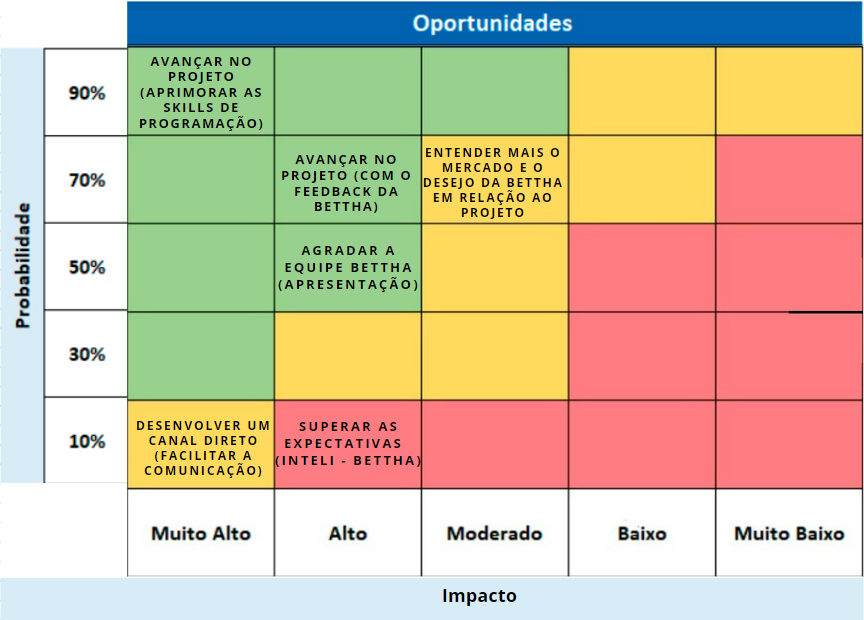 Oportunidades
Probabilidade
90%
AVANÇAR NO
PROJETO
(APRIMORAR AS
SKILLS DE
PROGRAMAÇÃO)
70%
AVANÇAR NO
PROJETO (COM O
FEEDBACK DA
BETTHA)
ENTENDER MAIS O
MERCADO E O
DESEJO DA BETTHA
EM RELAÇÃO AO
PROJETO
50%
AGRADAR A
EQUIPE BETTHA
(APRESENTAÇÃO)
30%
10%
DESENVOLVER UM
CANAL DIRETO
(FACILITAR A
COMUNICAÇÃO)
SUPERAR AS
EXPECTATIVAS
(INTELI - BETTHA)
Muito Alto
Alto
Moderado
Baixo
Muito Baixo
Impacto